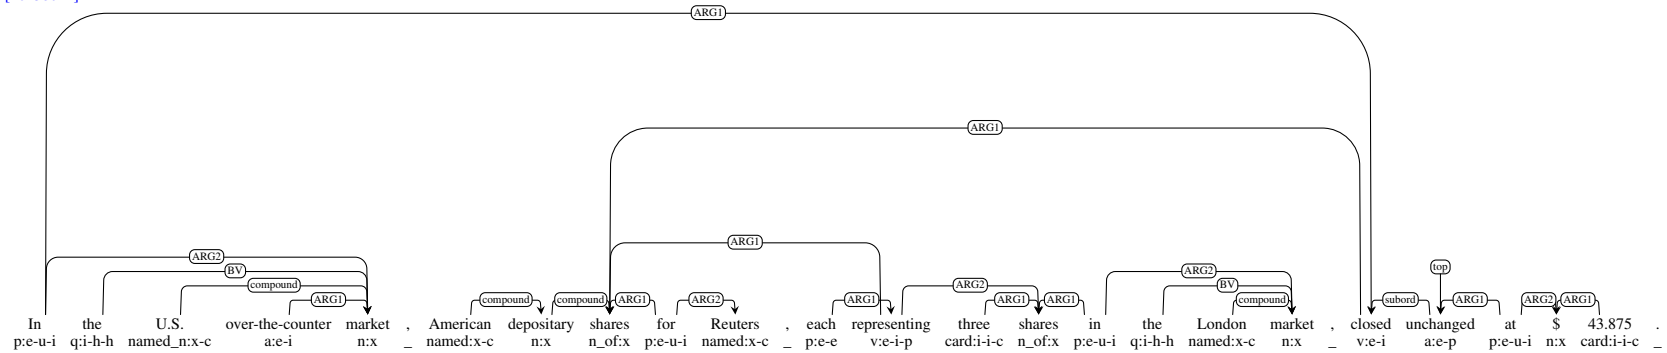 ARG1
ARG1
ARG1
ARG2
BV
compound
ARG1
compound
compound
ARG1
ARG2
ARG1
ARG2
ARG1
ARG1
ARG2
BV
compound
top
subord
ARG1
ARG2
ARG1
In the U.S. over-the-counter market , American depositary shares for Reuters , each representing three shares in the London market , closed unchanged at $ 43.875 .
p:e-u-i q:i-h-h named_n:x-c a:e-i n:x _ named:x-c n:x n_of:x p:e-u-i named:x-c _ p:e-e v:e-i-p card:i-i-c n_of:x p:e-u-i q:i-h-h named:x-c n:x _ v:e-i a:e-p p:e-u-i n:x card:i-i-c _